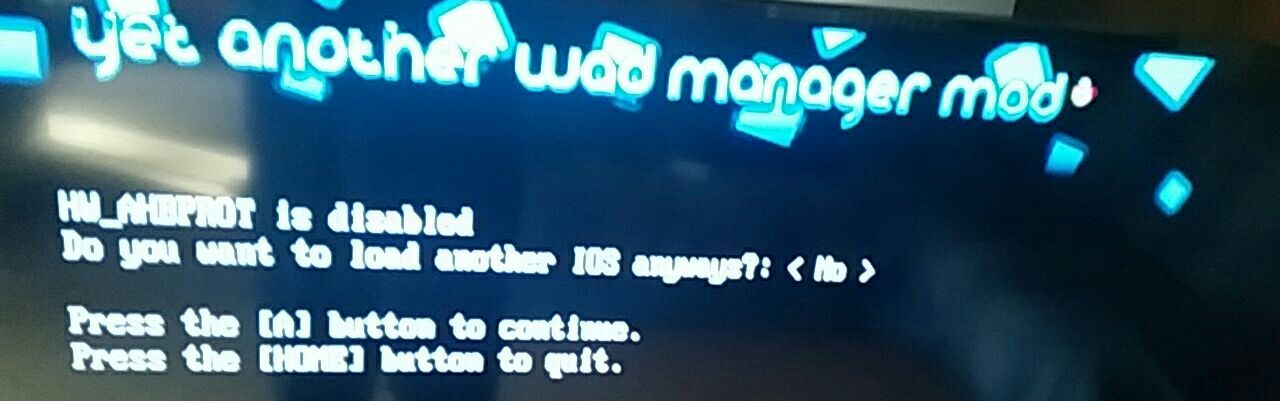 yet another wad manager mod
HW_AHBPROT is disabled
Do you want to load another IOS anyways?: < No >
Press the [A] button to continue.
Press the [HOME] button to quit.